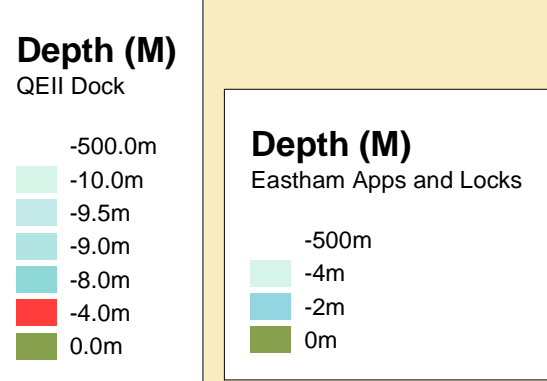 Depth (M)
QEII Dock
-500.0m
-10.0m
-9.5m
-9.0m
-8.0m
-4.0m
0.0m
Depth (M)
Eastham Apps and Locks
-500m
-4m
-2m
0m